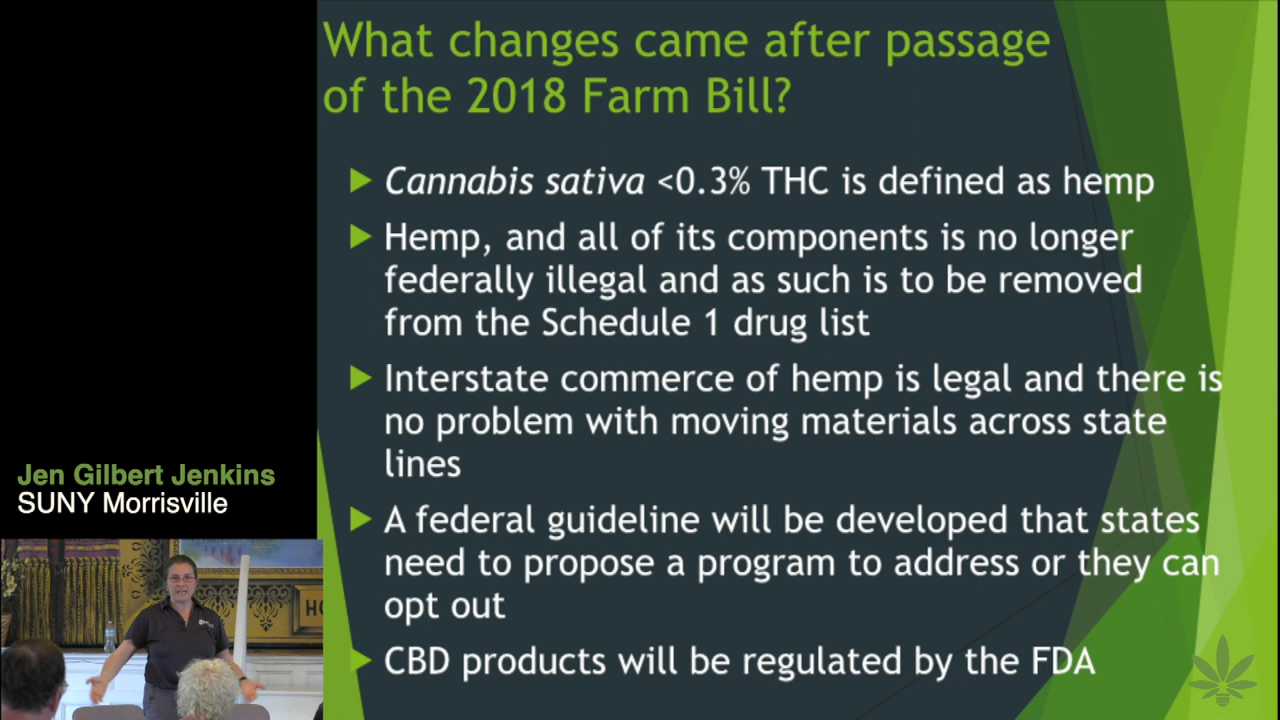 What changes came after passage
of the 2018 Farm Bill?
Cannabis sativa <0.3% THC is defined as hemp
Hemp, and all of its components is no longer
federally illegal and as such is to be removed
from the Schedule 1 drug list
Interstate commerce of hemp is legal and there is
no problem with moving materials across state
lines
A federal guideline will be developed that states
need to propose a program to address or they can
opt out
CBD products will be regulated by the FDA
Jen Gilbert Jenkins
SUNY Morrisville
HO